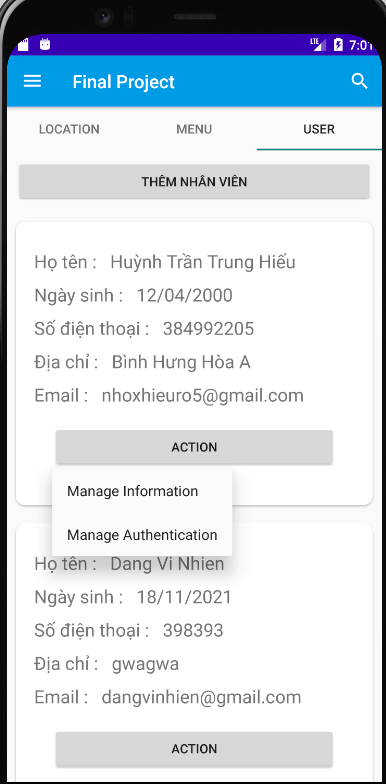 LTE 7:01
Final Project
LOCATION MENU USER
THÊM NHÂN VIÊN
Họ tên : Huỳnh Trần Trung Hiếu
Ngày sinh : 12/04/2000
Số điện thoại : 384992205
Địa chỉ : Bình Hưng Hòa A
Email : nhoxhieuro5@gmail.com
ACTION
Manage Information
Manage Authentication
Họ tên : Dang Vi Nhien
Ngày sinh : 18/11/2021
Số điện thoại : 398393
Địa chỉ : gwagwa
Email : dangvinhien@gmail.com
ACTION